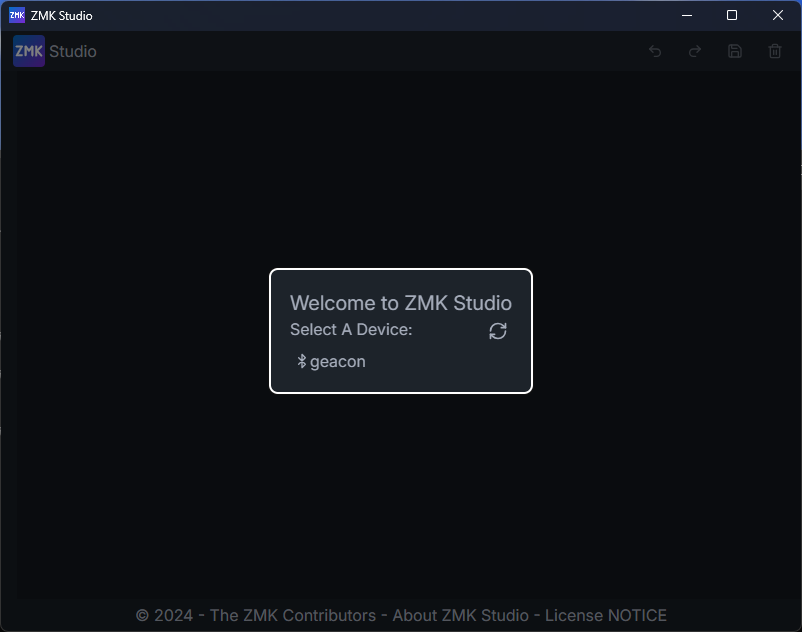 ZMK ZMK Studio
ZMK Studio
Welcome to ZMK Studio
Select A Device:
geacon
© 2024 - The ZMK Contributors - About ZMK Studio - License NOTICE